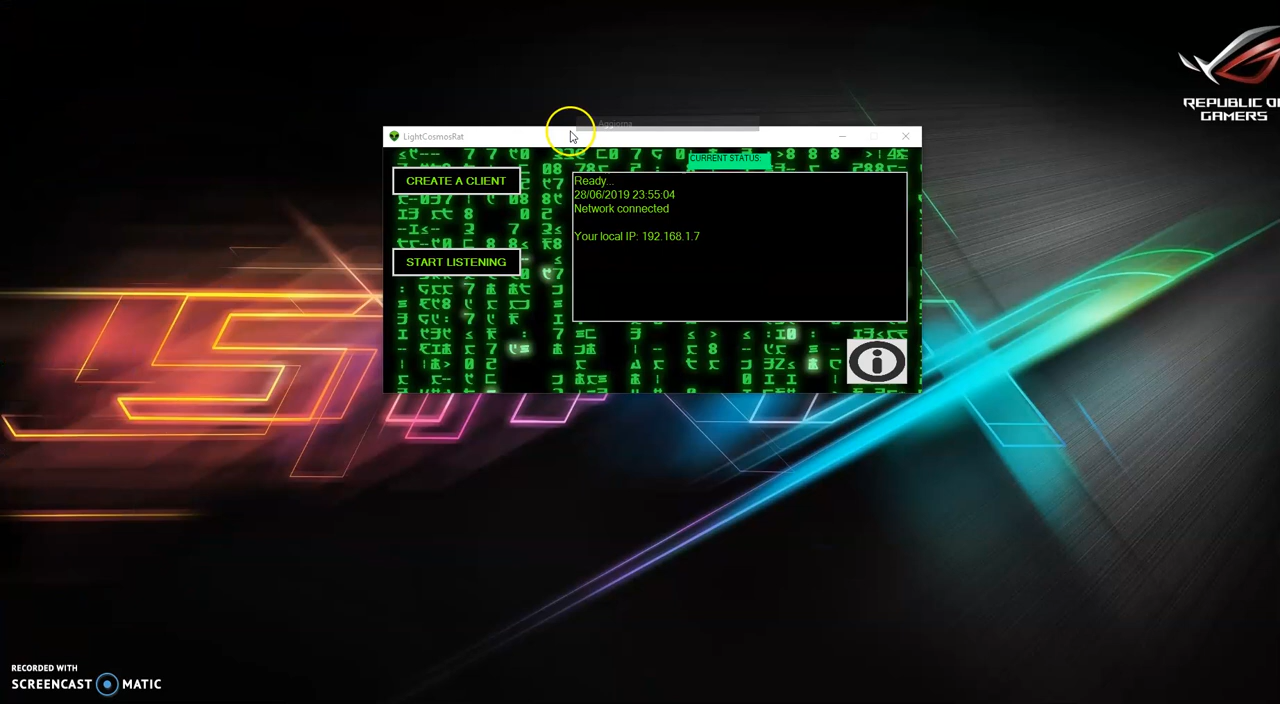 REPUBLIC OF
GAMERS
Aggiorna
LightCosmosRat
CURRENT STATUS:
CREATE A CLIENT
START LISTENING
Ready...
28/06/2019 23:55:04
Network connected
Your local IP: 192.168.1.7
RECORDED WITH
SCREENCAST MATIC